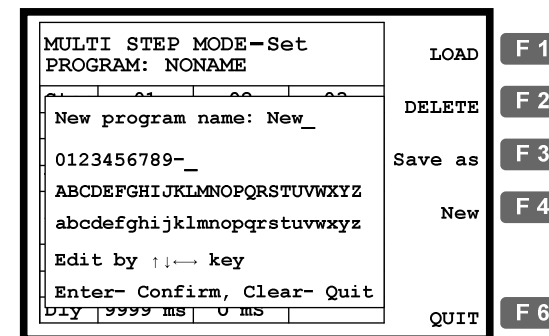 MULTI STEP MODE—Set
PROGRAM: NONAME
New program name: New_
0123456789-_
ABCDEFGHIJKLMNOPQRSTUVWXYZ
abcdefghijklmnopqrstuvwxyz
Edit by ↑↓←→ key
Enter- Confirm, Clear- Quit
Dly 9999 ms 0 mS
LOAD F 1
DELETE F 2
Save as F 3
New F 4
QUIT F 6